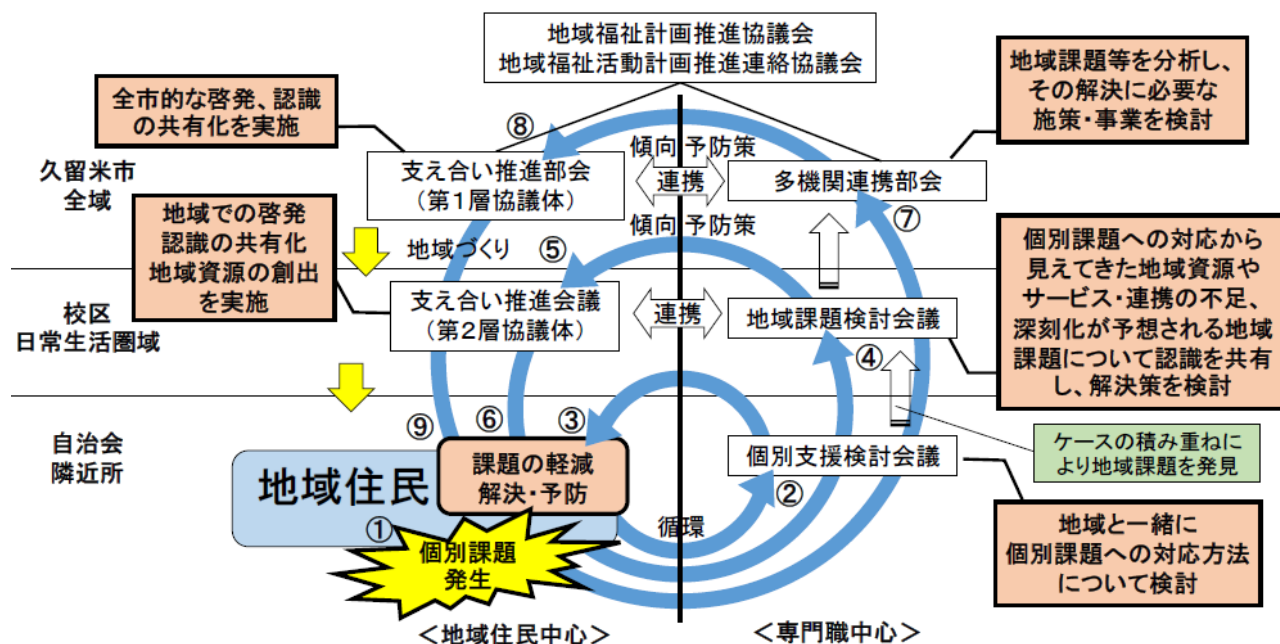 地域福祉計画推進協議会
地域福祉活動計画推進連絡協議会
全市的な啓発、認識
の共有化を実施
地域課題等を分析し、
その解決に必要な
施策・事業を検討
久留米市
全域
⑧
傾向 予防策
支え合い推進部会
(第1層協議体)
連携
多機関連携部会
⑦
地域での啓発
認識の共有化
地域資源の創出
を実施
地域づくり
⑤
傾向 予防策
個別課題への対応から
見えてきた地域資源や
サービス・連携の不足、
深刻化が予想される地域
課題について認識を共有
し、解決策を検討
校区
日常生活圏域
支え合い推進会議
(第2層協議体)
連携
地域課題検討会議
④
自治会
隣近所
⑨
⑥
③
課題の軽減
解決・予防
個別支援検討会議
②
ケースの積み重ねに
より地域課題を発見
地域住民
①
個別課題
発生
循環
地域と一緒に
個別課題への対応方法
について検討
<地域住民中心>
<専門職中心>